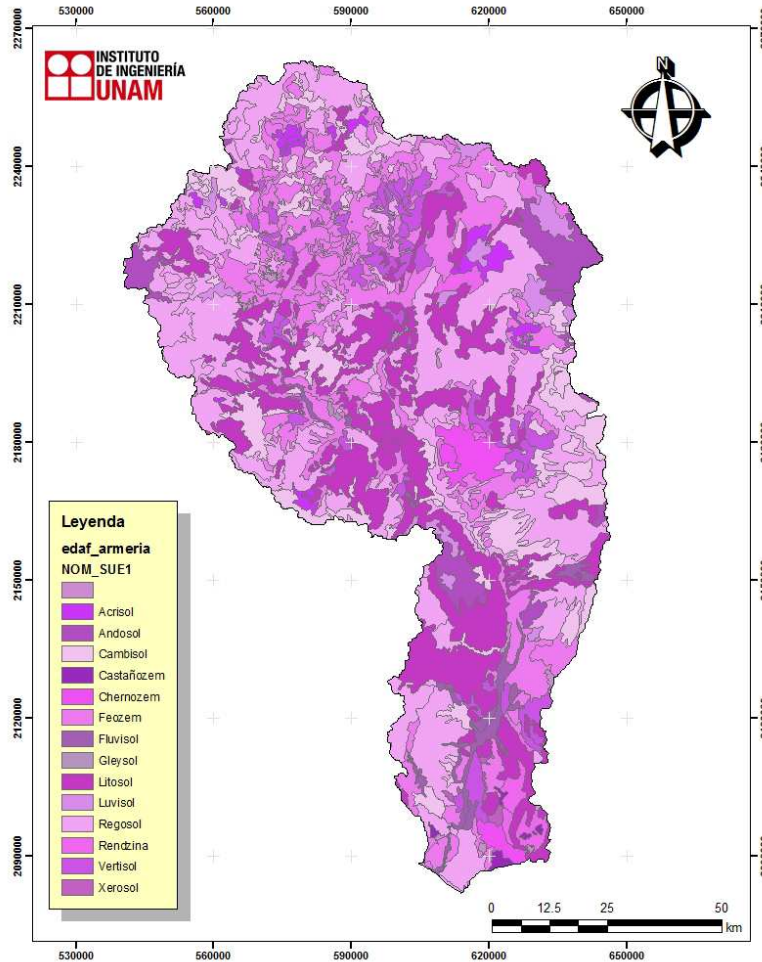 530000 560000 590000 620000 650000
2270000
INSTITUTO
DE INGENIERÍA
UNAM
N
2240000
2210000
2180000
2150000
2120000
2090000
Leyenda
edaf_armeria
NOM_SUE1
Acrisol
Andosol
Cambisol
Castañozem
Chernozem
Feozem
Fluvisol
Gleysol
Litosol
Luvisol
Regosol
Rendzina
Vertisol
Xerosol
0 12.5 25 50
km
530000 560000 590000 620000 650000